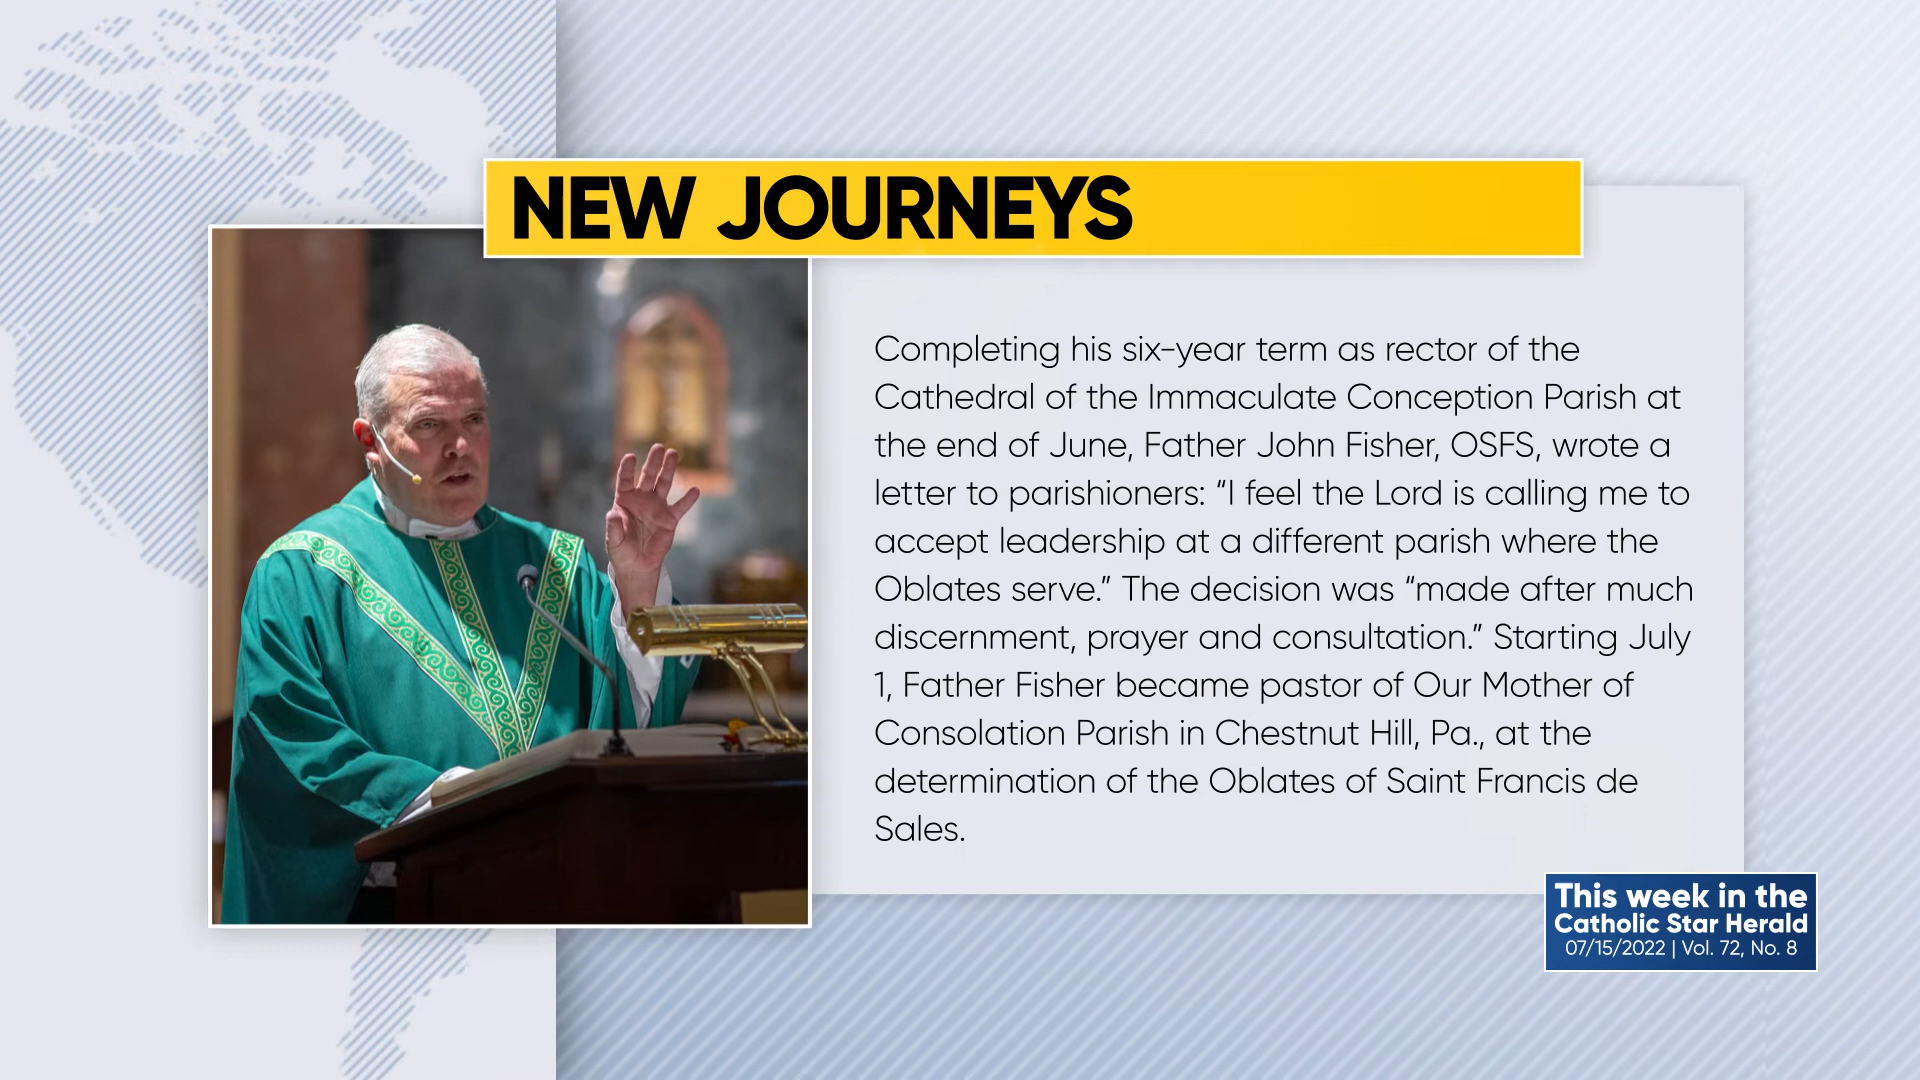 NEW JOURNEYS
Completing his six-year term as rector of the
Cathedral of the Immaculate Conception Parish at
the end of June, Father John Fisher, OSFS, wrote a
letter to parishioners: “I feel the Lord is calling me to
accept leadership at a different parish where the
Oblates serve.” The decision was “made after much
discernment, prayer and consultation.” Starting July
1, Father Fisher became pastor of Our Mother of
Consolation Parish in Chestnut Hill, Pa., at the
determination of the Oblates of Saint Francis de
Sales.
This week in the
Catholic Star Herald
07/15/2022 | Vol. 72, No. 8